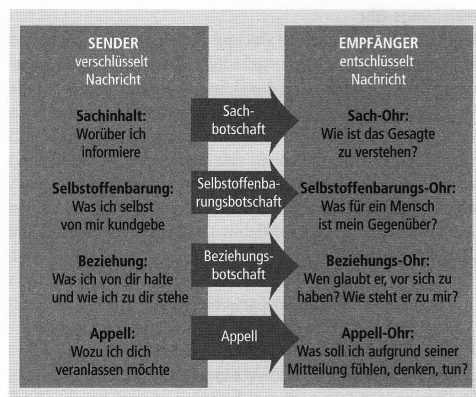 SENDER
verschlüsselt
Nachricht
EMPFÄNGER
entschlüsselt
Nachricht
Sachinhalt:
Worüber ich
informiere
Sach-
botschaft
Sach-Ohr:
Wie ist das Gesagte
zu verstehen?
Selbstoffenbarung:
Was ich selbst
von mir kundgebe
Selbstoffenba-
rungsbotschaft
Selbstoffenbarungs-Ohr:
Was für ein Mensch
ist mein Gegenüber?
Beziehung:
Was ich von dir halte
und wie ich zu dir stehe
Beziehungs-
botschaft
Beziehungs-Ohr:
Wen glaubt er, vor sich zu
haben? Wie steht er zu mir?
Appell:
Wozu ich dich
veranlassen möchte
Appell
Appell-Ohr:
Was soll ich aufgrund seiner
Mitteilung fühlen, denken, tun?